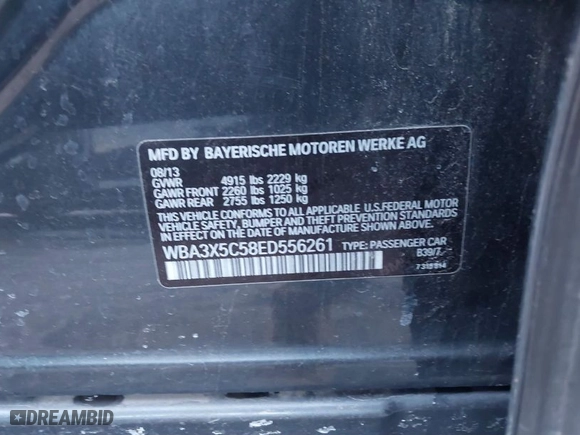 MFD BY BAYERISCHE MOTOREN WERKE AG
08/13
GVWR 4915 lbs 2229 kg
GAWR FRONT 2260 lbs 1025 kg
GAWR REAR 2755 lbs 1250 kg
THIS VEHICLE CONFORMS TO ALL APPLICABLE U.S.FEDERAL MOTOR
VEHICLE SAFETY, BUMPER, AND THEFT PREVENTION STANDARDS
IN EFFECT ON THE DATE OF MANUFACTURE SHOWN ABOVE.
WBA3X5C58ED556261 TYPE: PASSENGER CAR
B39/7
DREAMBID